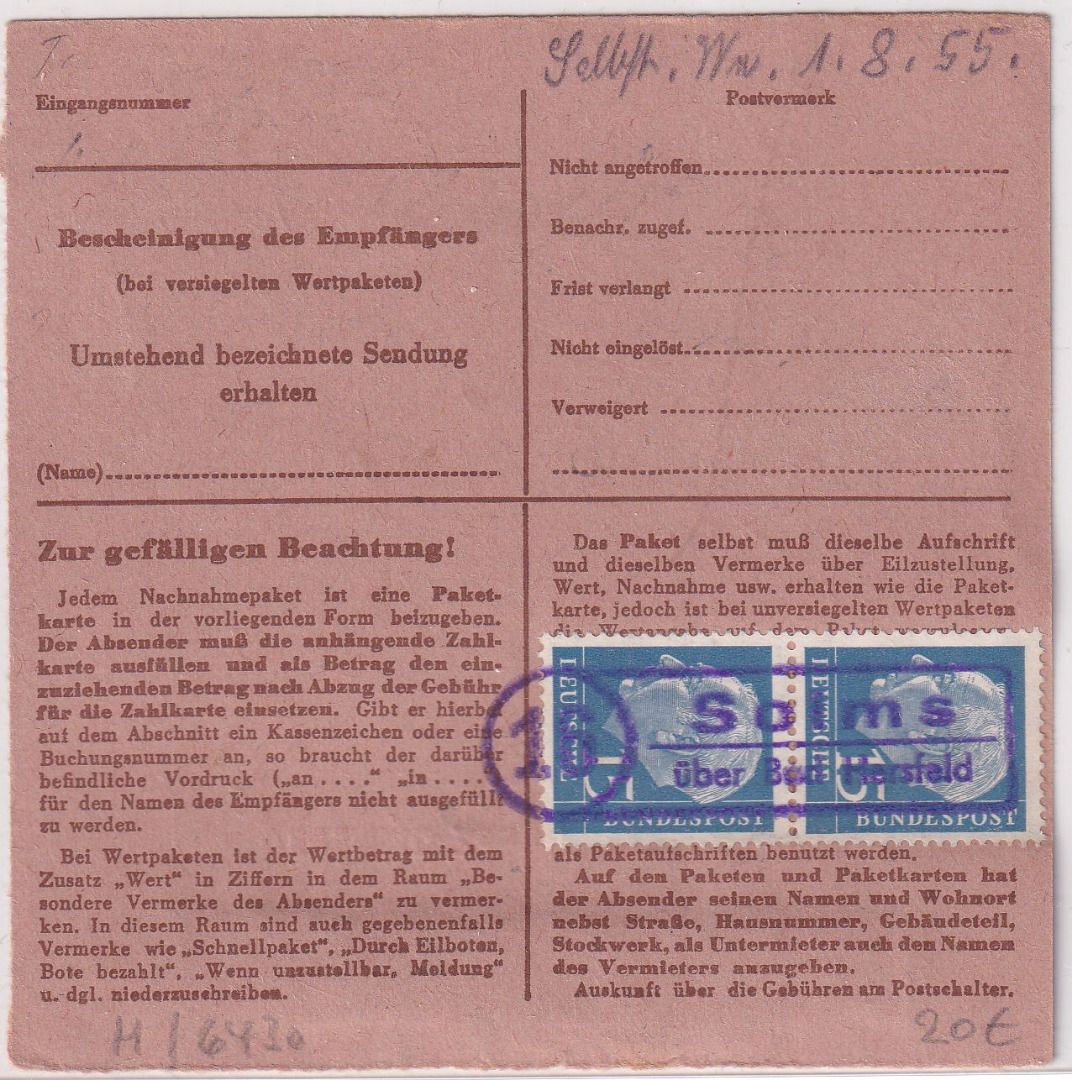 Selbst. Wn. 1.8.55.
Eingangsnummer
Postvermerk
Nicht angetroffen
Benachr. zugef.
Frist verlangt
Nicht eingelöst
Verweigert
Bescheinigung des Empfängers
(bei versiegelten Wertpaketen)
Umstehend bezeichnete Sendung
erhalten
(Name)
Zur gefälligen Beachtung!
Jedem Nachnahmepaket ist eine Paket-
karte in der vorliegenden Form beizugeben.
Der Absender muß die anhängende Zahl-
karte ausfüllen und als Betrag den ein-
zuziehenden Betrag nach Abzug der Gebühr
für die Zahlkarte einsetzen. Gibt er hierbei
auf dem Abschnitt ein Kassenzeichen oder eine
Buchungsnummer an, so braucht der darüber
befindliche Vordruck („an ....“ „in ....
für den Namen des Empfängers nicht ausgefüllt
zu werden.
Bei Wertpaketen ist der Wertbetrag mit dem
Zusatz „Wert“ in Ziffern in dem Raum „Be-
sondere Vermerke des Absenders“ zu vermer-
ken. In diesem Raum sind auch gegebenenfalls
Vermerke wie „Schnellpaket“, „Durch Eilboten,
Bote bezahlt“, „Wenn unzustellbar, Meldung“
u. dgl. niederzuschreiben.
Das Paket selbst muß dieselbe Aufschrift
und dieselben Vermerke über Eilzustellung,
Wert, Nachnahme usw. erhalten wie die Paket-
karte, jedoch ist bei unversiegelten Wertpaketen
die Wertangabe auf dem Paket
DEUTSCHE
15
BUNDESPOST
DEUTSCHE
15
BUNDESPOST
16
Solms
über Bad Hersfeld
als Paketaufschriften benutzt werden.
Auf den Paketen und Paketkarten hat
der Absender seinen Namen und Wohnort
nebst Straße, Hausnummer, Gebäudeteil,
Stockwerk, als Untermieter auch den Namen
des Vermieters anzugeben.
Auskunft über die Gebühren am Postschalter.
H/6430
20€